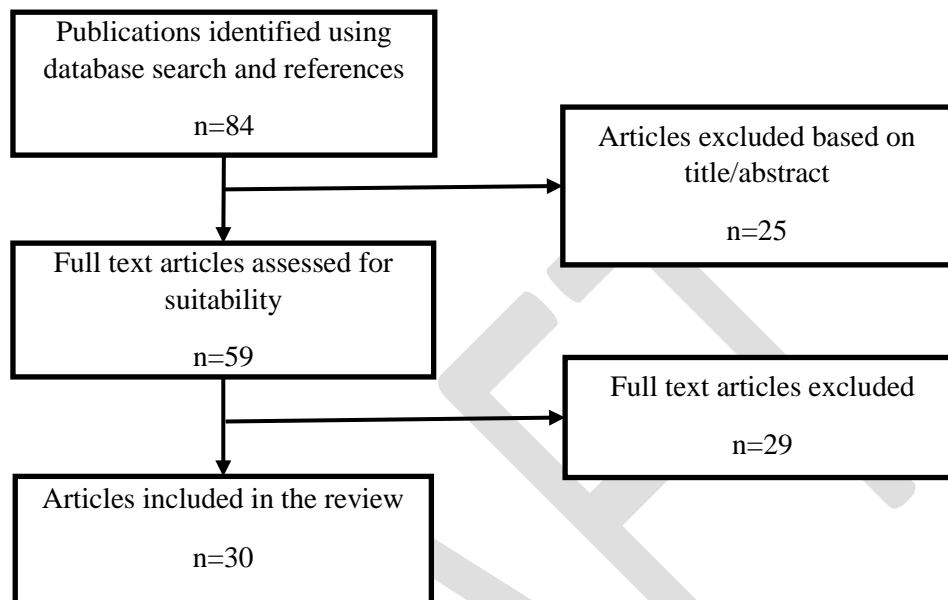 Publications identified using
database search and references
n=84
Articles excluded based on
title/abstract
n=25
Full text articles assessed for
suitability
n=59
Full text articles excluded
n=29
Articles included in the review
n=30